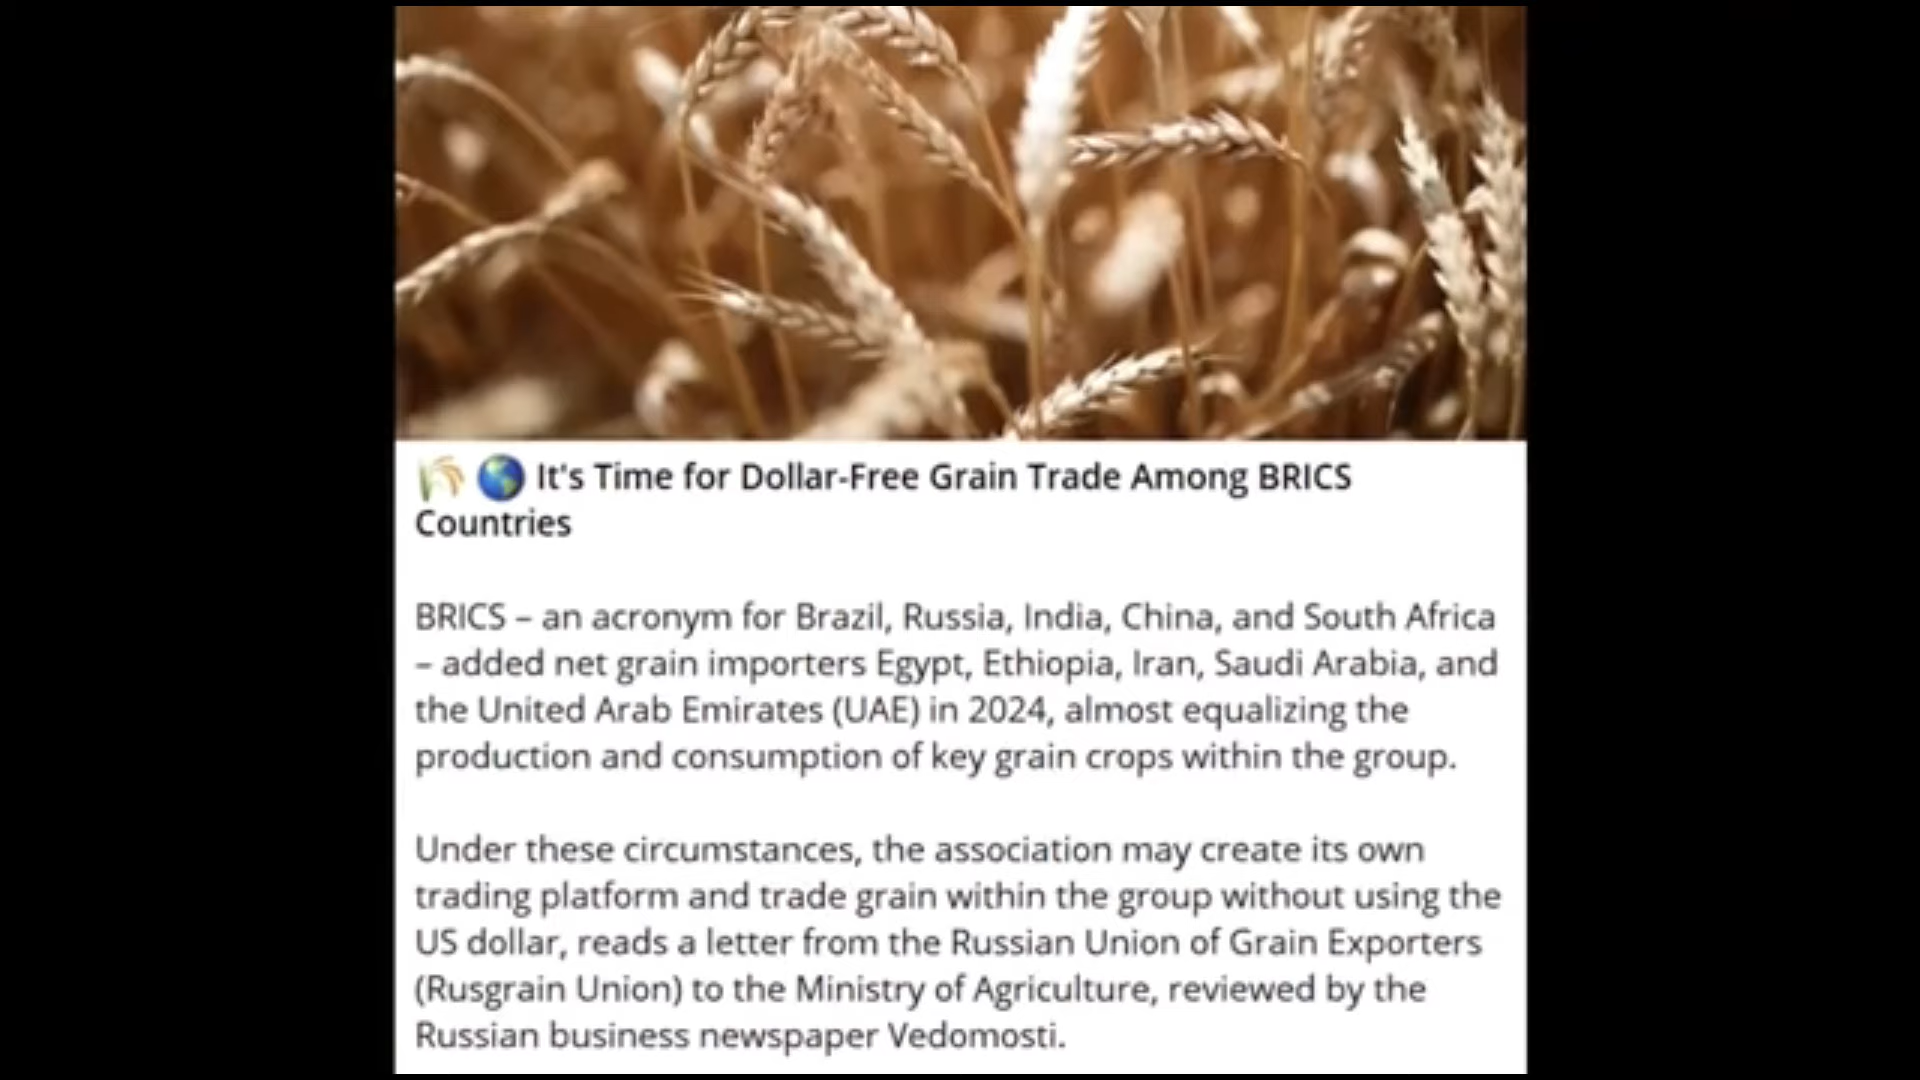 🌾 🌎 It's Time for Dollar-Free Grain Trade Among BRICS
Countries
BRICS – an acronym for Brazil, Russia, India, China, and South Africa
– added net grain importers Egypt, Ethiopia, Iran, Saudi Arabia, and
the United Arab Emirates (UAE) in 2024, almost equalizing the
production and consumption of key grain crops within the group.
Under these circumstances, the association may create its own
trading platform and trade grain within the group without using the
US dollar, reads a letter from the Russian Union of Grain Exporters
(Rusgrain Union) to the Ministry of Agriculture, reviewed by the
Russian business newspaper Vedomosti.